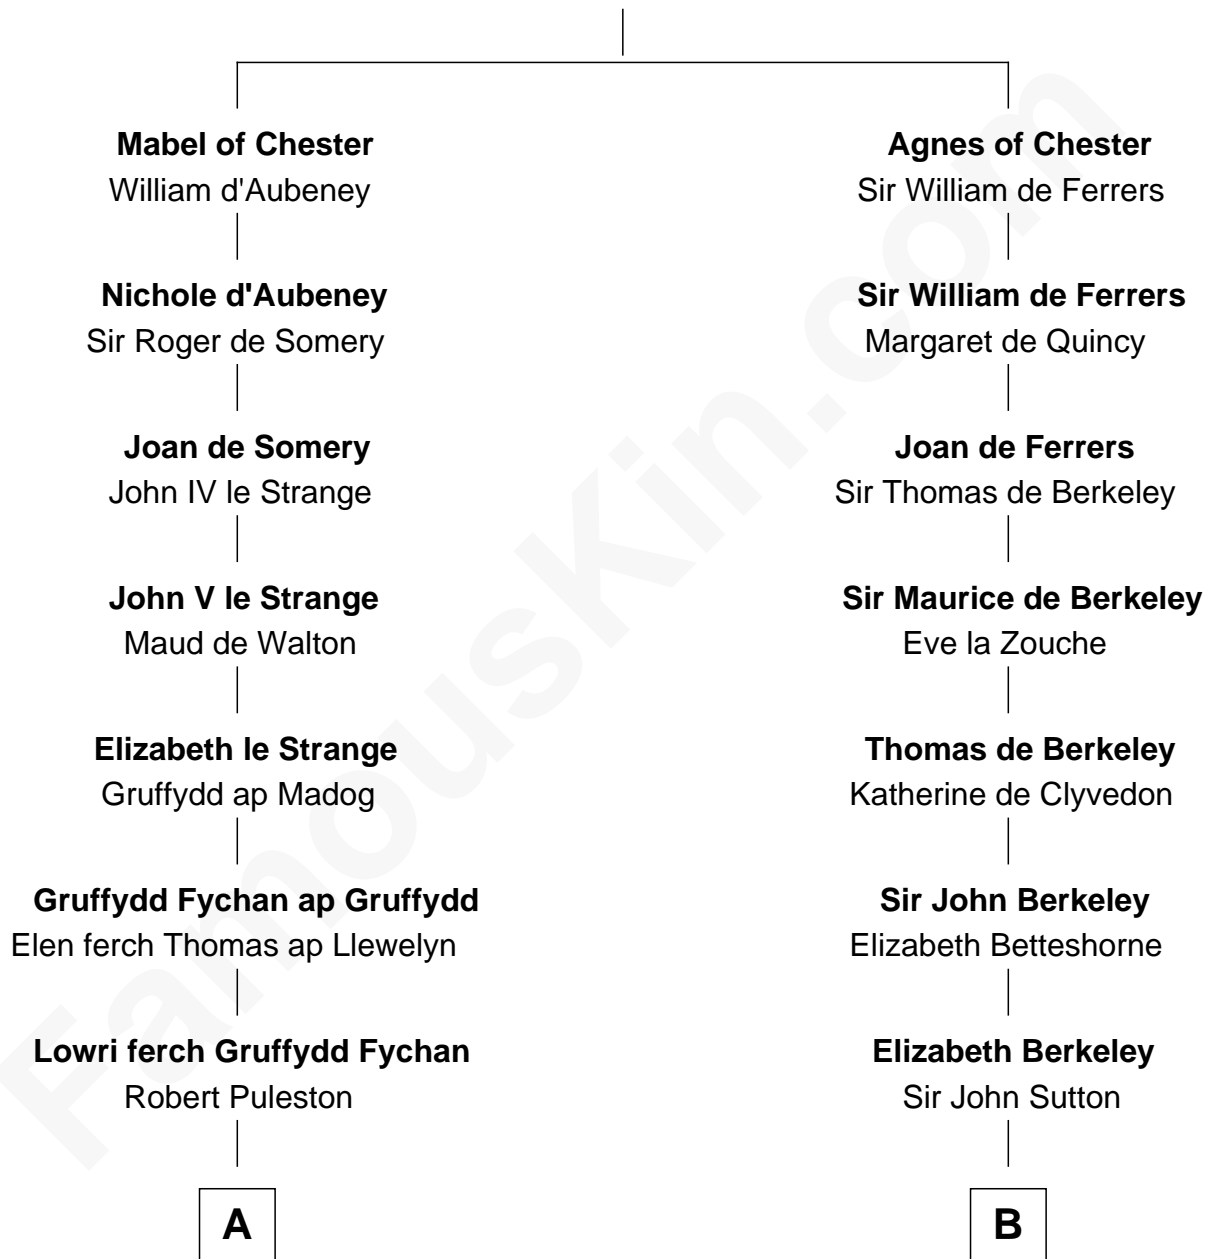 Mabel of Chester
William d'Aubeney
Nichole d'Aubeney
Sir Roger de Somery
Joan de Somery
John IV le Strange
John V le Strange
Maud de Walton
Elizabeth le Strange
Gruffydd ap Madog
Gruffydd Fychan ap Gruffydd
Elen ferch Thomas ap Llewelyn
Lowri ferch Gruffydd Fychan
Robert Puleston
A
Agnes of Chester
Sir William de Ferrers
Sir William de Ferrers
Margaret de Quincy
Joan de Ferrers
Sir Thomas de Berkeley
Sir Maurice de Berkeley
Eve la Zouche
Thomas de Berkeley
Katherine de Clyvedon
Sir John Berkeley
Elizabeth Betteshorne
Elizabeth Berkeley
Sir John Sutton
B
FamousKin.com